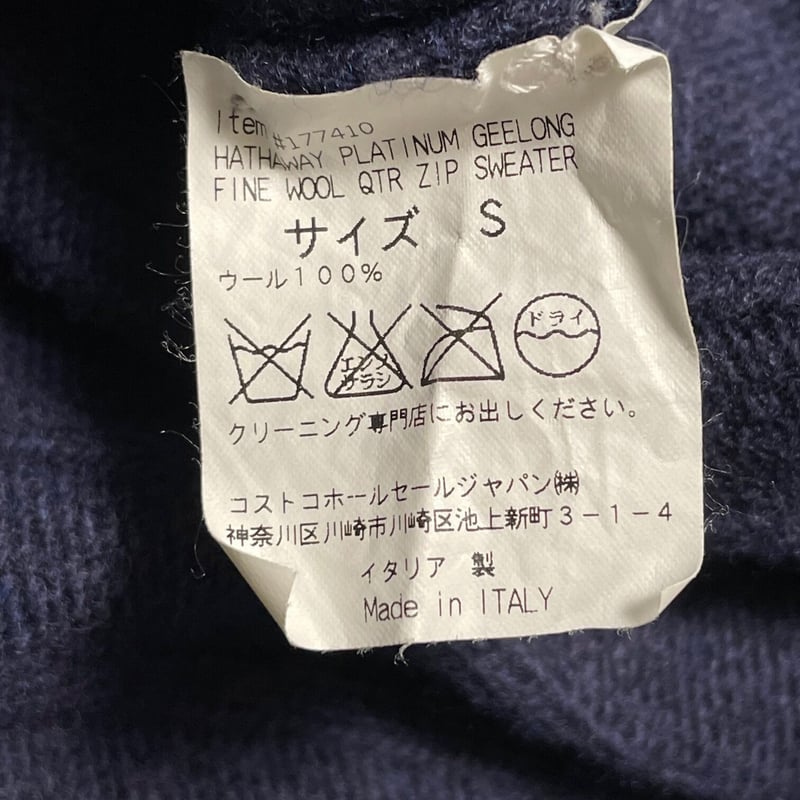 Item #177410
HATHAWAY PLATINUM GEELONG
FINE WOOL QTR ZIP SWEATER
サイズ S
ウール100%
エンソ サラシ
ドライ
クリーニング専門店にお出しください。
コストコホールセールジャパン㈱
神奈川区川崎市川崎区池上新町3-1-4
イタリア 製
Made in ITALY